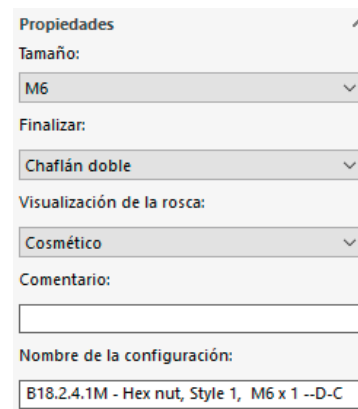 Propiedades
Tamaño:
M6
Finalizar:
Chaflán doble
Visualización de la rosca:
Cosmético
Comentario:
Nombre de la configuración:
B18.2.4.1M - Hex nut, Style 1,  M6 x 1 --D-C